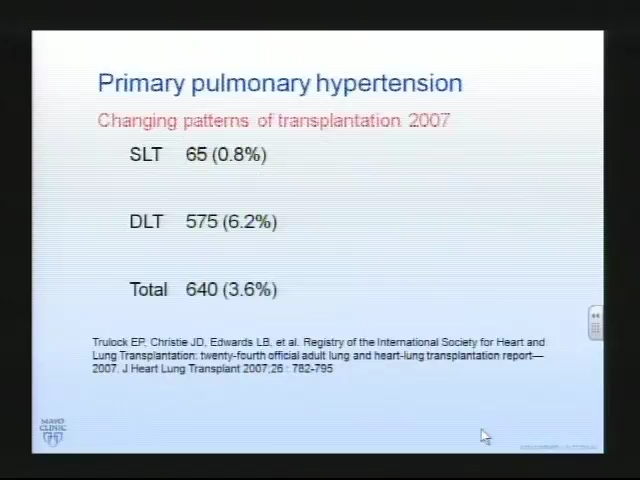 Primary pulmonary hypertension
Changing patterns of transplantation 2007
SLT 65 (0.8%)
DLT 575 (6.2%)
Total 640 (3.6%)
Trulock EP, Christie JD, Edwards LB, et al. Registry of the International Society for Heart and
Lung Transplantation: twenty-fourth official adult lung and heart-lung transplantation report—
2007. J Heart Lung Transplant 2007;26 : 782-795
MAYO
CLINIC